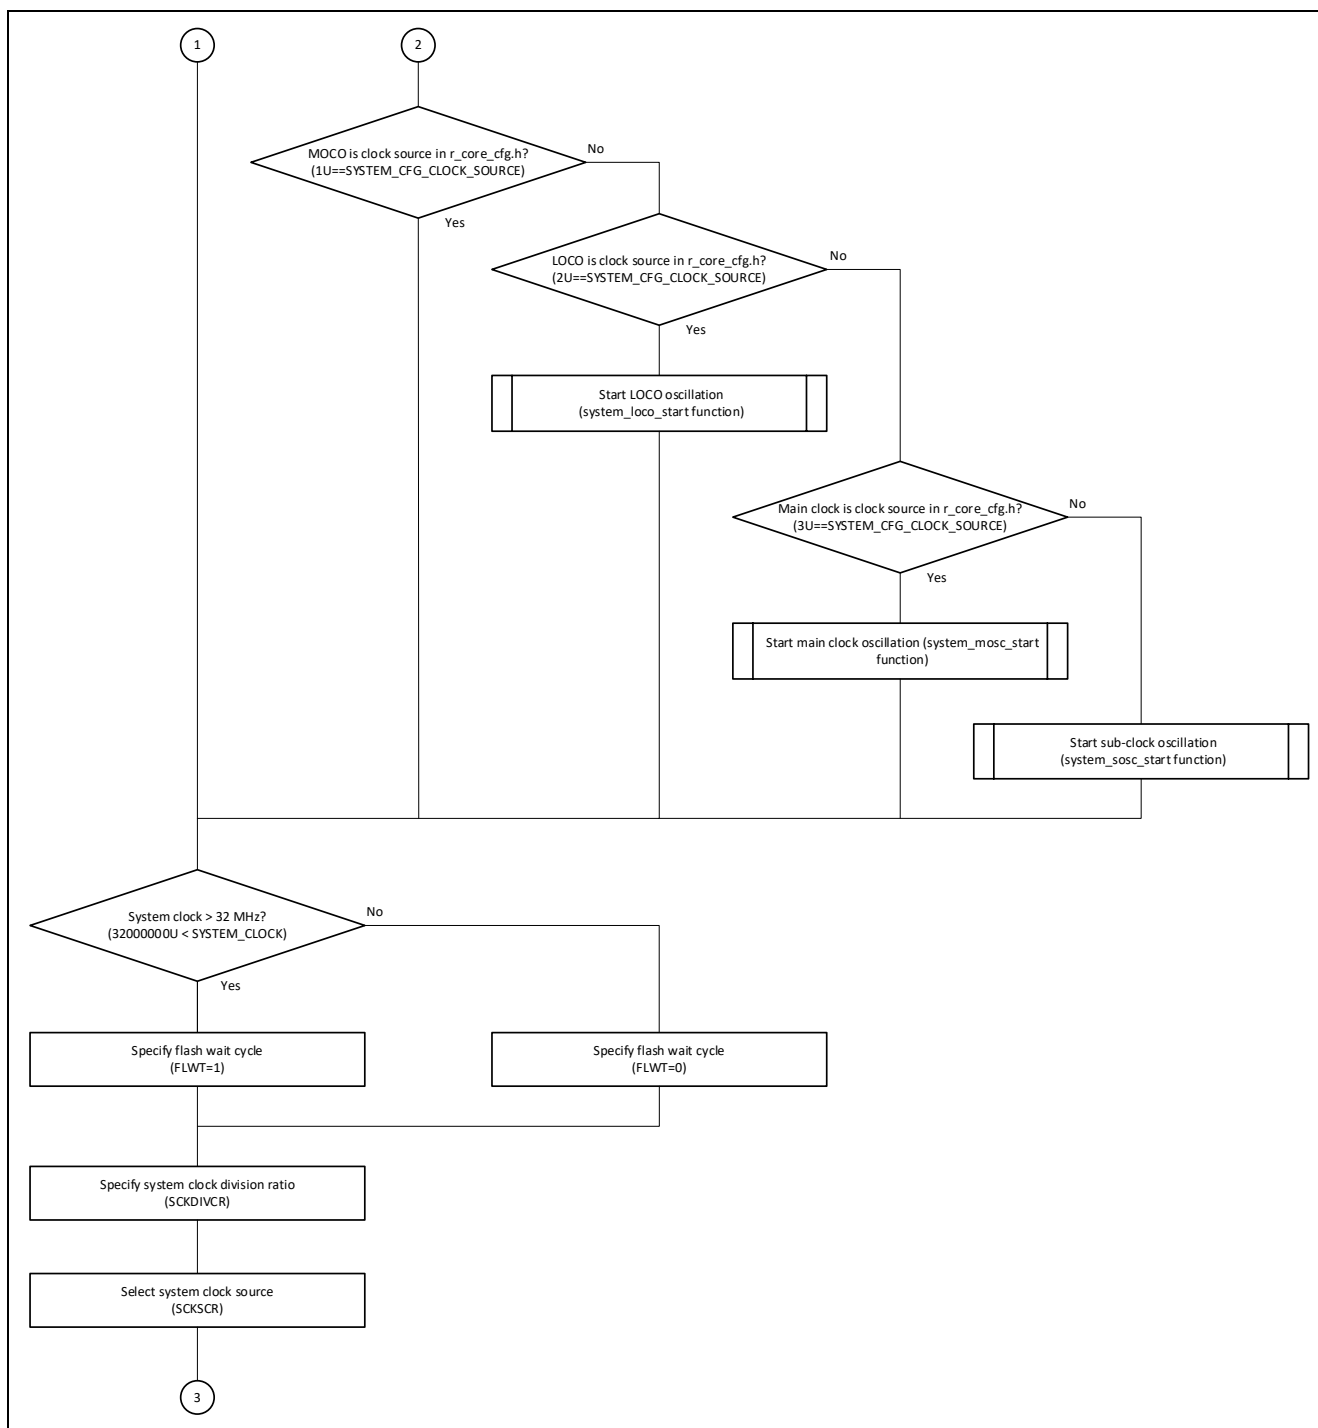 1
2
MOCO is clock source in r_core_cfg.h?
(1U==SYSTEM_CFG_CLOCK_SOURCE)
No
Yes
LOCO is clock source in r_core_cfg.h?
(2U==SYSTEM_CFG_CLOCK_SOURCE)
No
Yes
Start LOCO oscillation
(system_loco_start function)
Main clock is clock source in r_core_cfg.h?
(3U==SYSTEM_CFG_CLOCK_SOURCE)
No
Yes
Start main clock oscillation (system_mosc_start
function)
Start sub-clock oscillation
(system_sosc_start function)
System clock > 32 MHz?
(32000000U < SYSTEM_CLOCK)
No
Yes
Specify flash wait cycle
(FLWT=1)
Specify flash wait cycle
(FLWT=0)
Specify system clock division ratio
(SCKDIVCR)
Select system clock source
(SCKSCR)
3